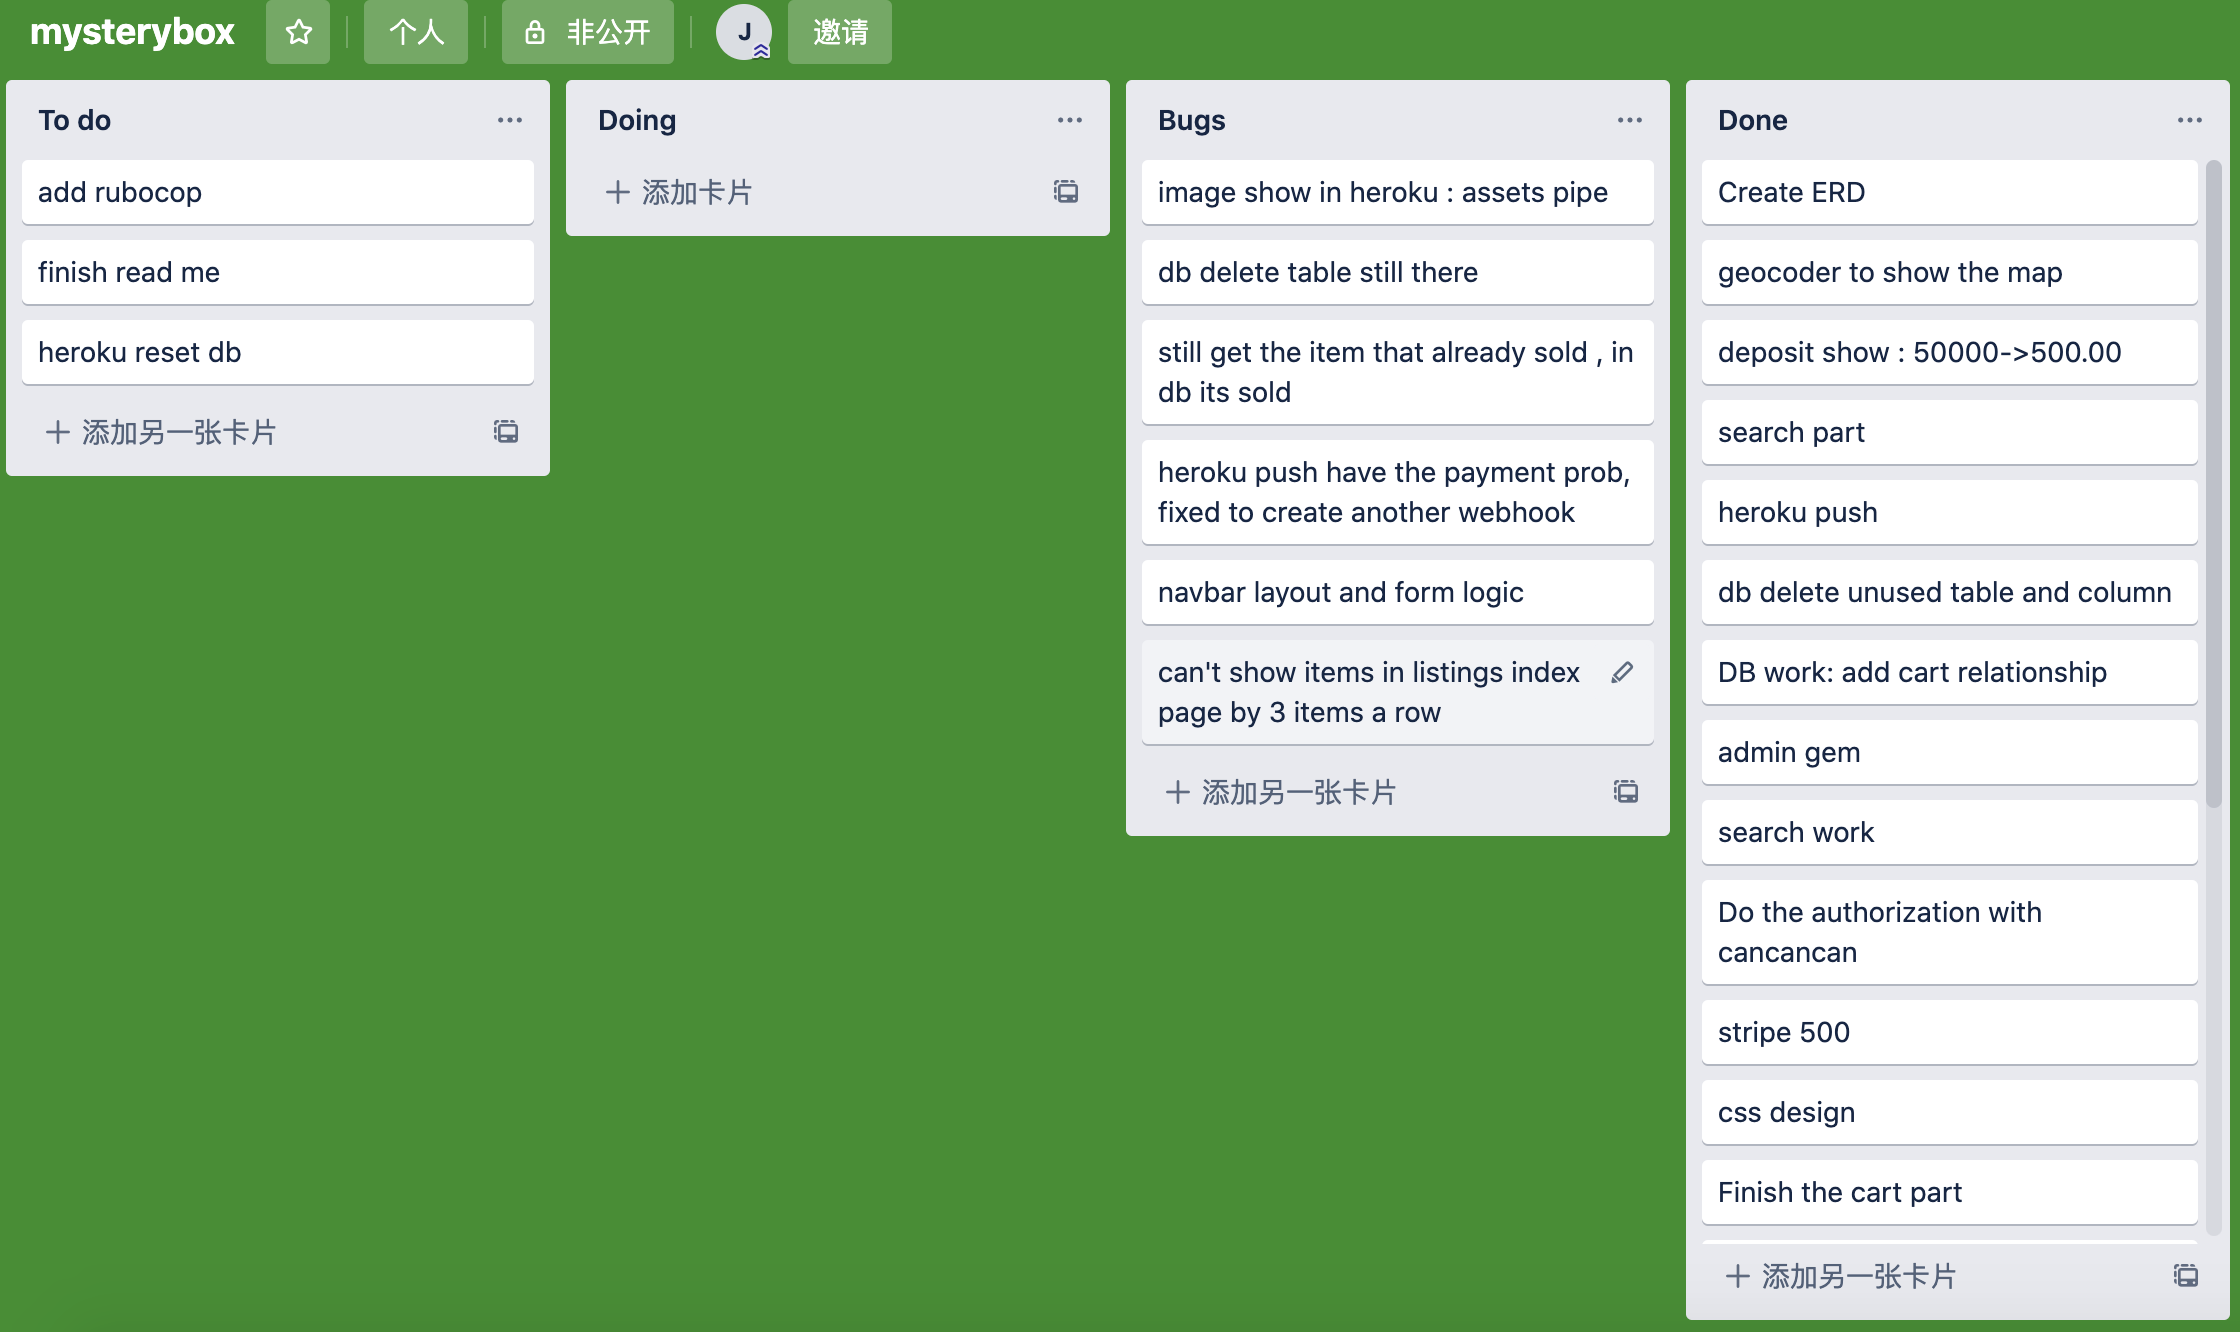 mysterybox
个人
非公开
J
邀请
To do
add rubocop
finish read me
heroku reset db
添加另一张卡片
Doing
添加卡片
Bugs
image show in heroku : assets pipe
db delete table still there
still get the item that already sold , in
db its sold
heroku push have the payment prob,
fixed to create another webhook
navbar layout and form logic
can't show items in listings index
page by 3 items a row
添加另一张卡片
Done
Create ERD
geocoder to show the map
deposit show : 50000->500.00
search part
heroku push
db delete unused table and column
DB work: add cart relationship
admin gem
search work
Do the authorization with
cancancan
stripe 500
css design
Finish the cart part
添加另一张卡片